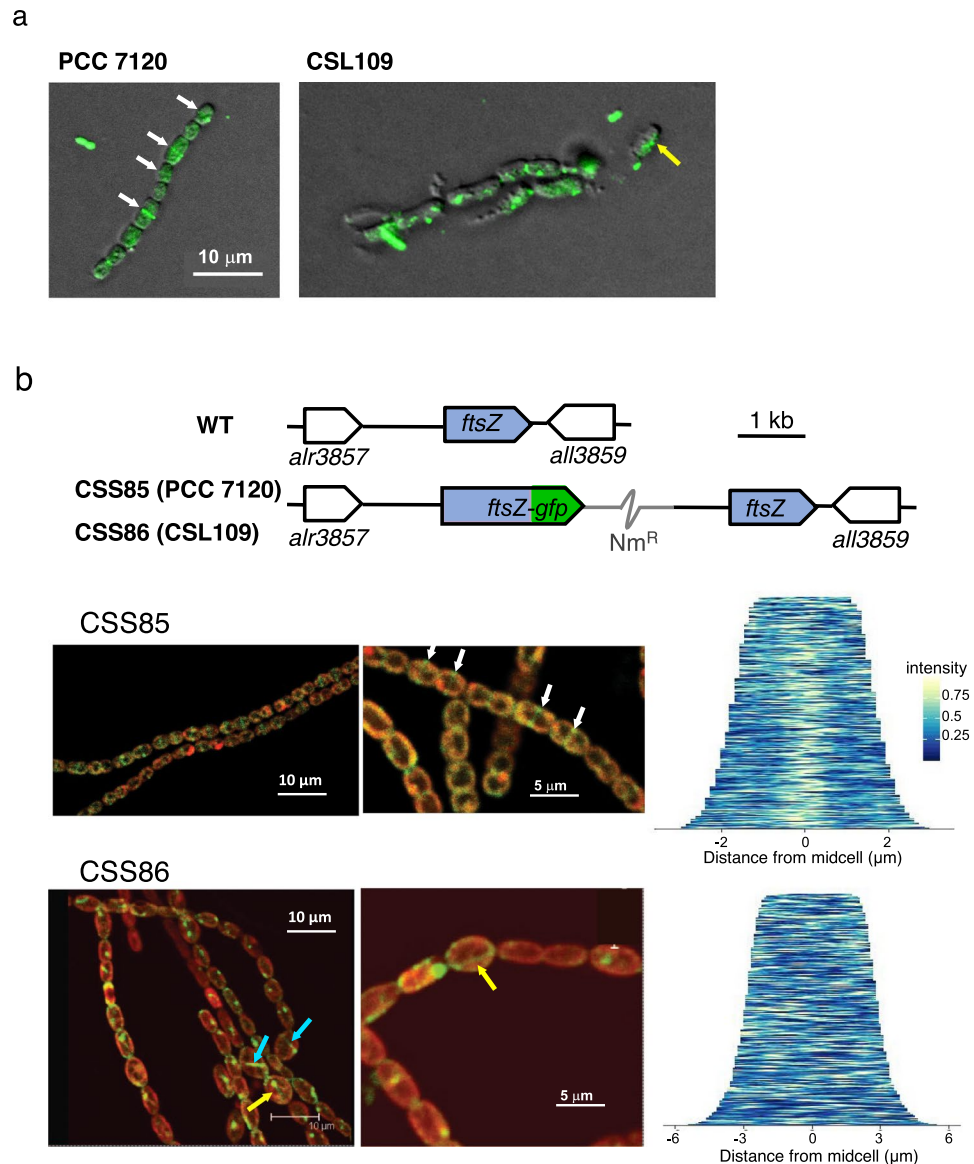 a
PCC 7120
CSL109
10 μm
b
WT
ftsZ
1 kb
alr3857
all3859
CSS85 (PCC 7120)
CSS86 (CSL109)
ftsZ-gfp
ftsZ
alr3857
Nmᴿ
all3859
CSS85
10 μm
5 μm
intensity
0.75
0.50
0.25
-2 0 2
Distance from midcell (μm)
CSS86
10 μm
10 μm
5 μm
-6 -3 0 3 6
Distance from midcell (μm)